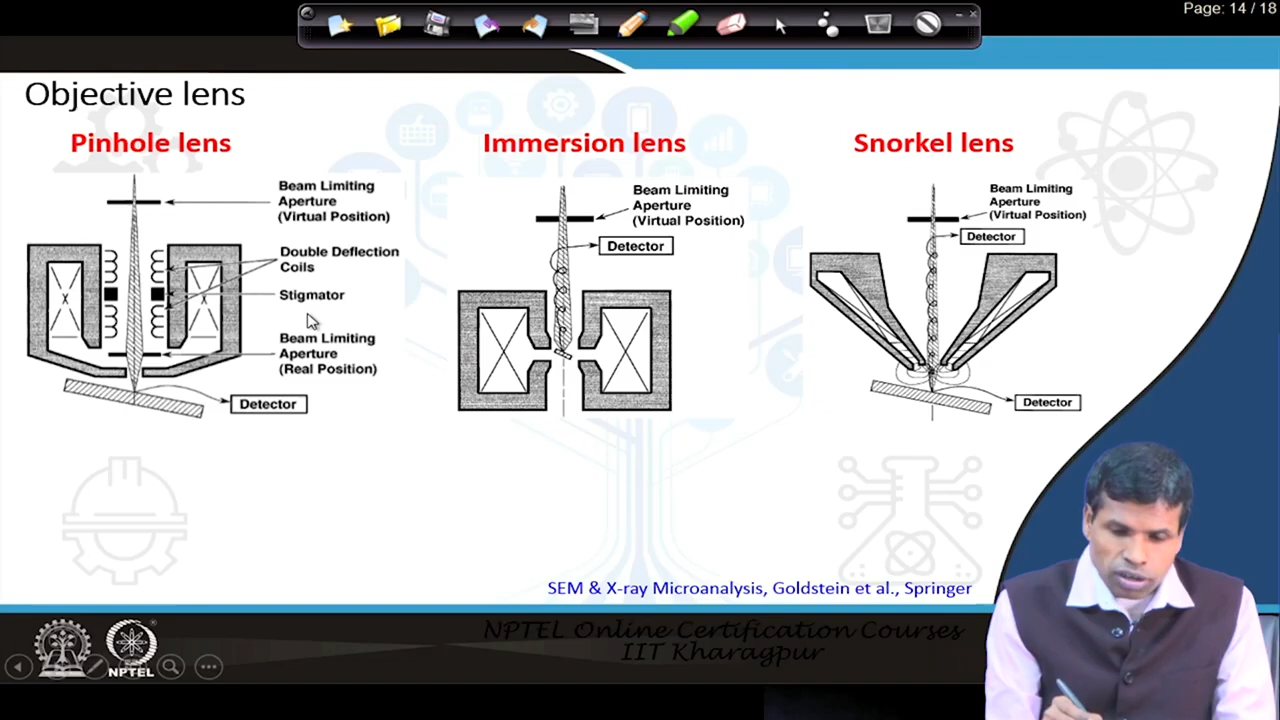 Page: 14 / 18
Objective lens
Pinhole lens
Beam Limiting
Aperture
(Virtual Position)
Double Deflection
Coils
Stigmator
Beam Limiting
Aperture
(Real Position)
Detector
Immersion lens
Beam Limiting
Aperture
(Virtual Position)
Detector
Snorkel lens
Beam Limiting
Aperture
(Virtual Position)
Detector
Detector
SEM & X-ray Microanalysis, Goldstein et al., Springer
NPTEL Online Certification Courses
IIT Kharagpur
NPTEL